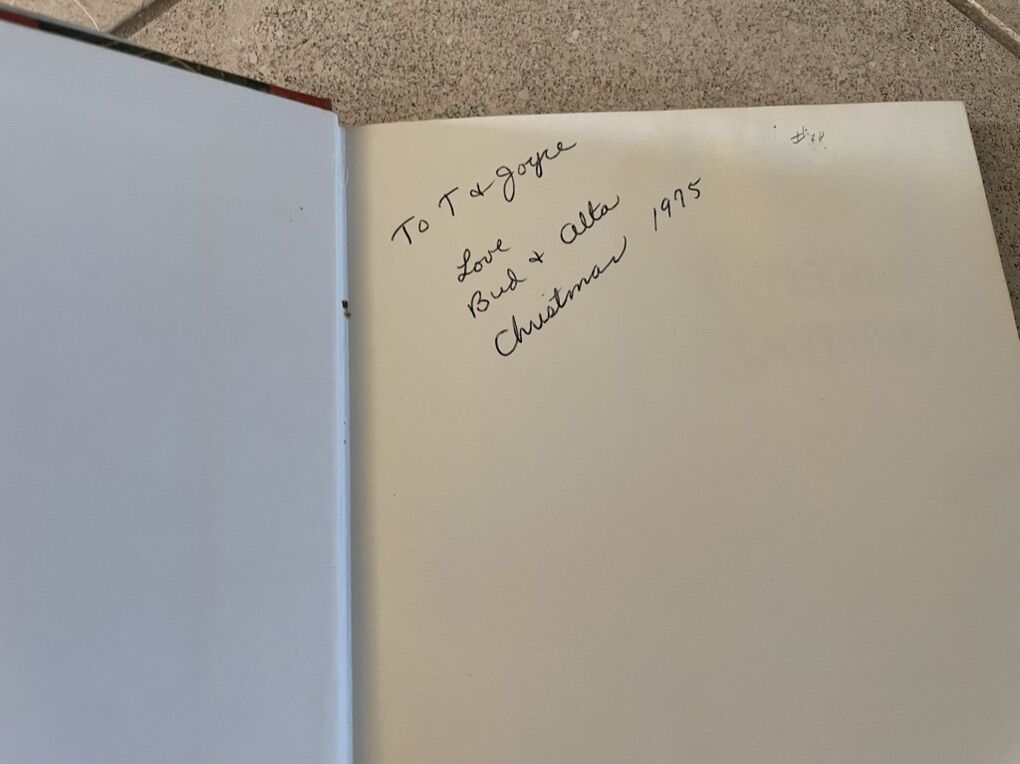 To T & Joyce
Love
Bud & Alta
Christmas 1975